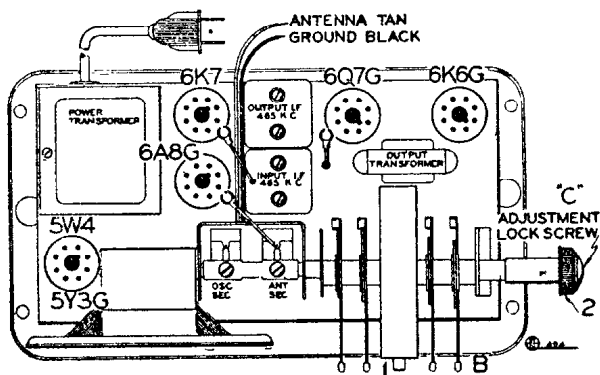 ANTENNA TAN
GROUND BLACK
6K7
OUTPUT I.F
465 K C
6Q7G
6K6G
POWER
TRANSFORMER
6A8G
INPUT I.F
465 K C
OUTPUT
TRANSFORMER
"C"
ADJUSTMENT
LOCK SCREW
5W4
5Y3G
OSC
SEC
ANT
SEC
2
1
B